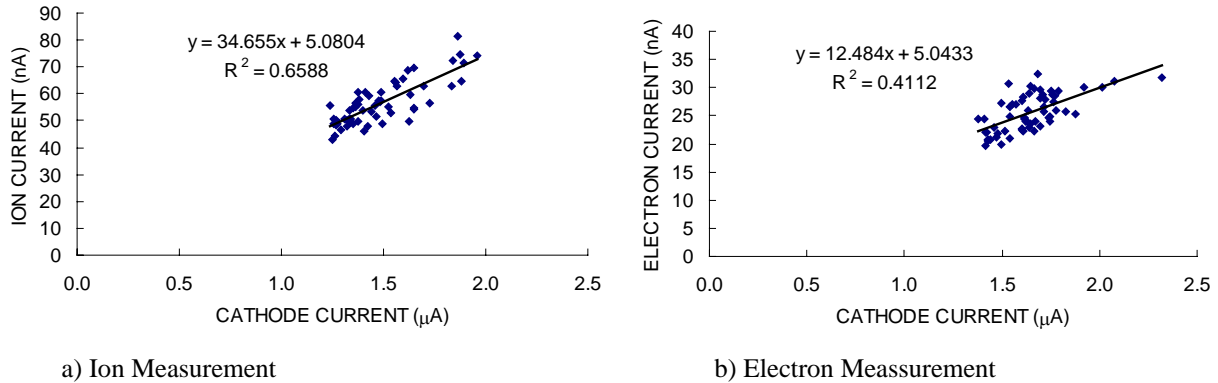 90
80
70
60
50
40
30
20
10
0
ION CURRENT (nA)
y = 34.655x + 5.0804
R² = 0.6588
0.0 0.5 1.0 1.5 2.0 2.5
CATHODE CURRENT (μA)
a) Ion Measurement
40
35
30
25
20
15
10
5
0
ELECTRON CURRENT (nA)
y = 12.484x + 5.0433
R² = 0.4112
0.0 0.5 1.0 1.5 2.0 2.5
CATHODE CURRENT (μA)
b) Electron Meassurement